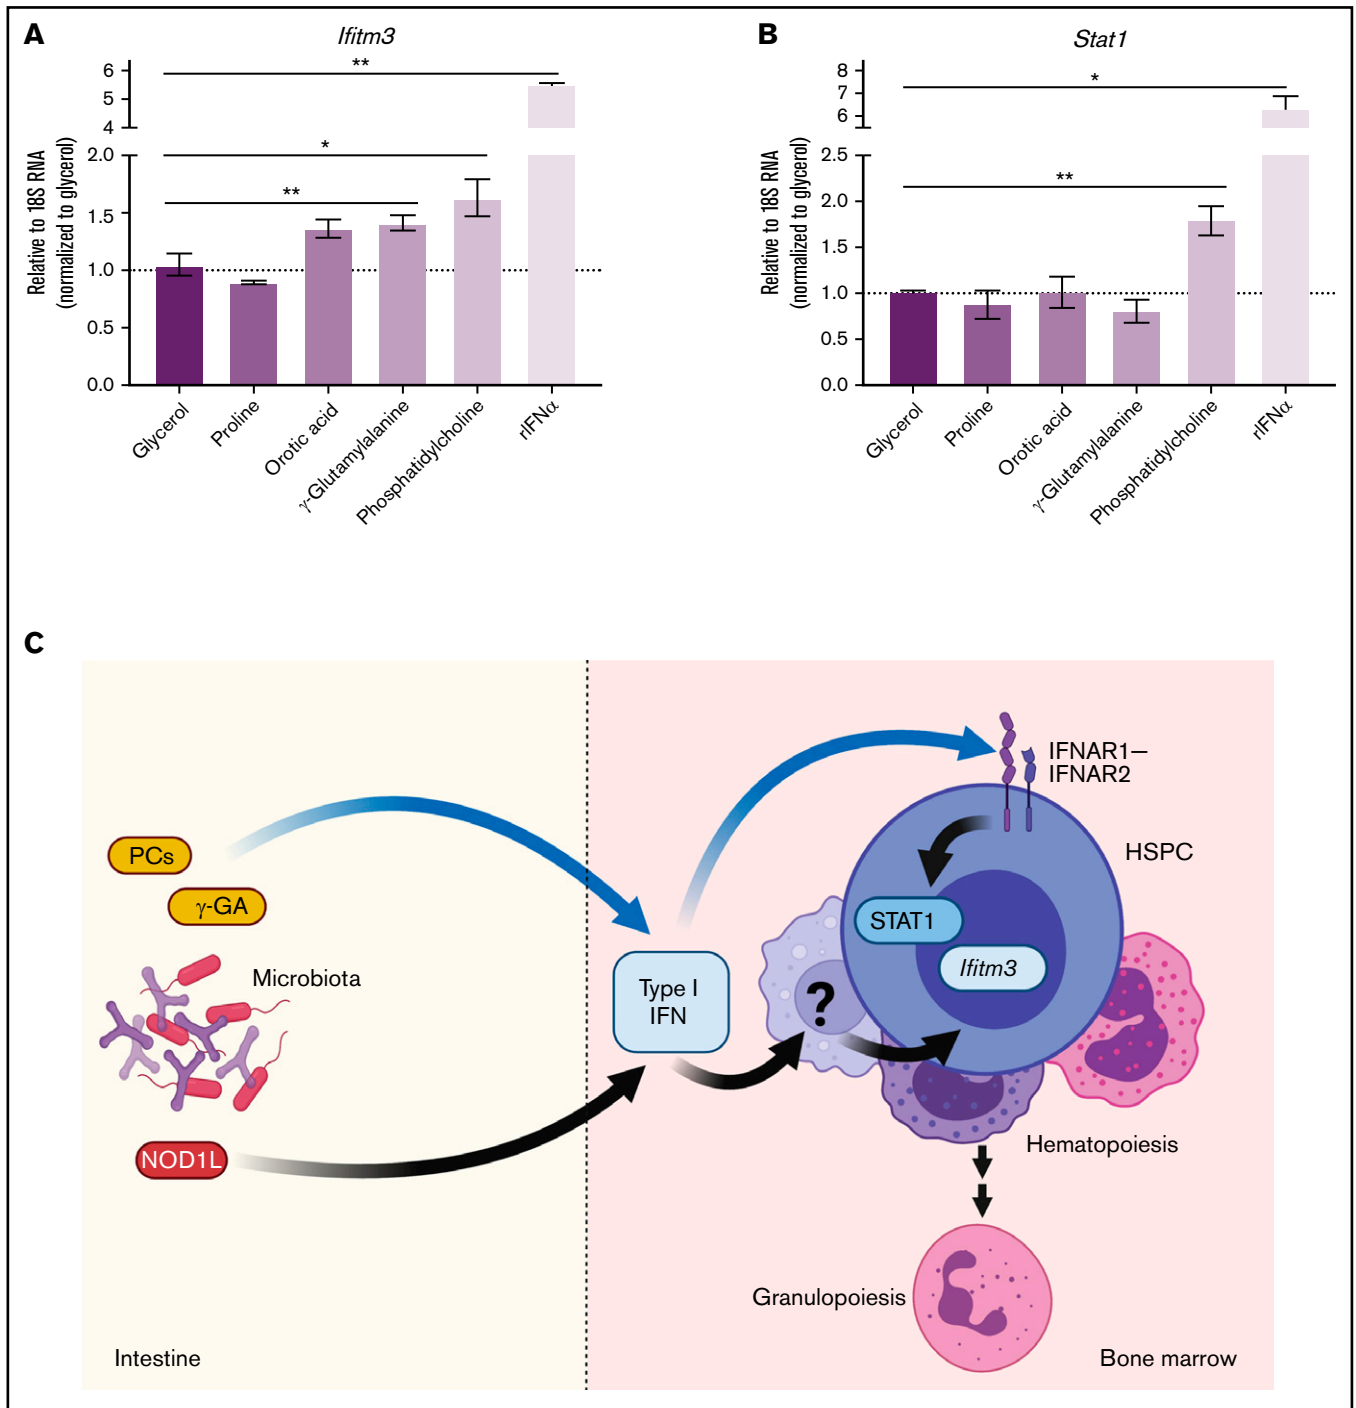 A
Ifitm3
**
*
**
6
5
4
2.0
1.5
1.0
0.5
0.0
Relative to 18S RNA
(normalized to glycerol)
Glycerol
Proline
Orotic acid
γ-Glutamylalanine
Phosphatidylcholine
rIFNα
B
Stat1
*
**
8
7
6
2.5
2.0
1.5
1.0
0.5
0.0
Relative to 18S RNA
(normalized to glycerol)
Glycerol
Proline
Orotic acid
γ-Glutamylalanine
Phosphatidylcholine
rIFNα
C
IFNAR1—
IFNAR2
HSPC
PCs
γ-GA
STAT1
Ifitm3
Microbiota
Type I
IFN
?
NOD1L
Hematopoiesis
Granulopoiesis
Intestine
Bone marrow